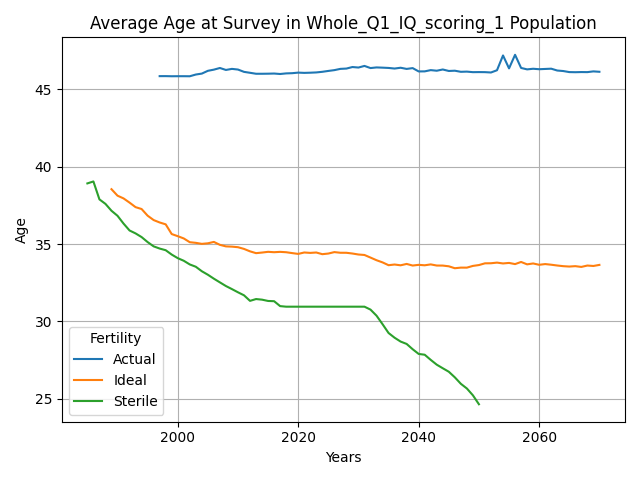 Average Age at Survey in Whole_Q1_IQ_scoring_1 Population
Age
45
40
35
30
25
Fertility
Actual
Ideal
Sterile
2000
2020
2040
2060
Years